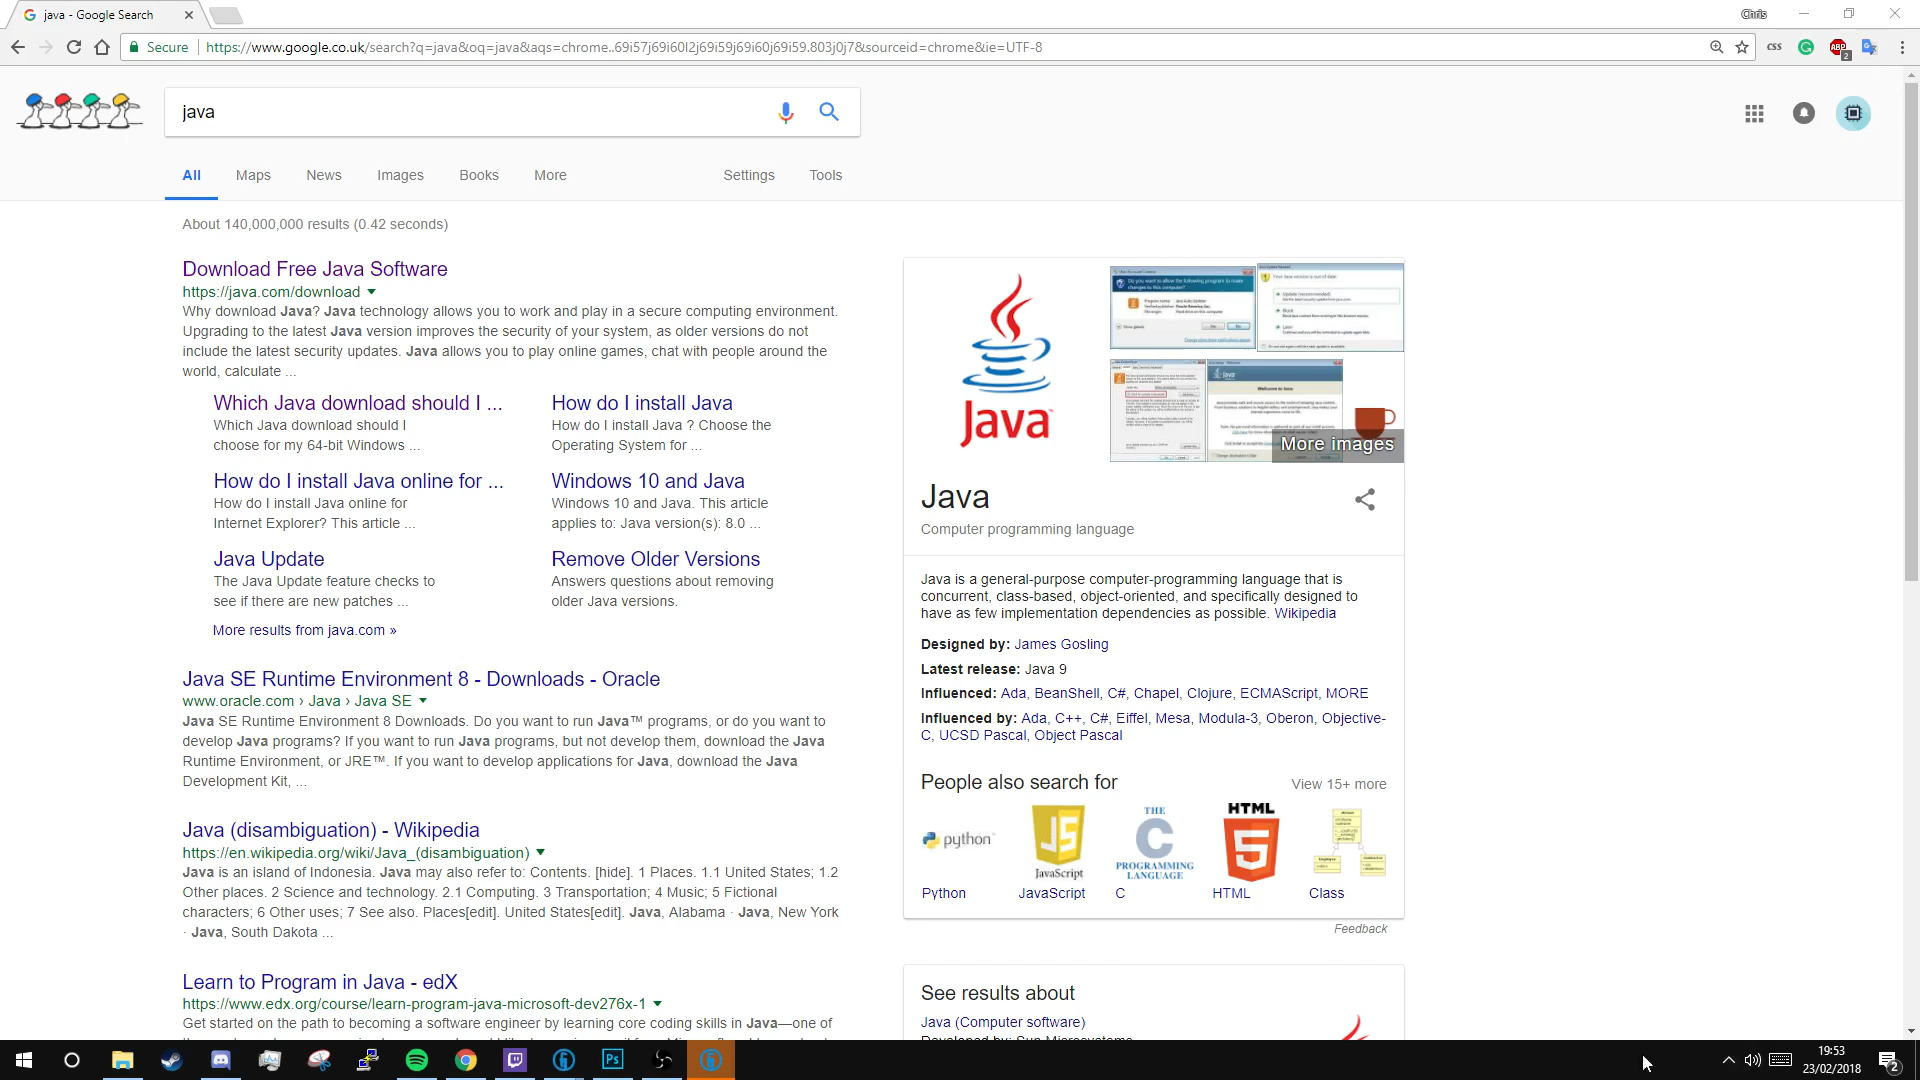 java - Google Search
Chris
Secure
https://www.google.co.uk/search?q=java&oq=java&aqs=chrome..69i57j69i60l2j69i59j69i60j69i59.803j0j7&sourceid=chrome&ie=UTF-8
css
ABP
2
java
All
Maps
News
Images
Books
More
Settings
Tools
About 140,000,000 results (0.42 seconds)
Download Free Java Software
https://java.com/download
Why download Java? Java technology allows you to work and play in a secure computing environment.
Upgrading to the latest Java version improves the security of your system, as older versions do not
include the latest security updates. Java allows you to play online games, chat with people around the
world, calculate ...
Which Java download should I ...
Which Java download should I
choose for my 64-bit Windows ...
How do I install Java
How do I install Java ? Choose the
Operating System for ...
How do I install Java online for ...
How do I install Java online for
Internet Explorer? This article ...
Windows 10 and Java
Windows 10 and Java. This article
applies to: Java version(s): 8.0 ...
Java Update
The Java Update feature checks to
see if there are new patches ...
Remove Older Versions
Answers questions about removing
older Java versions.
More results from java.com »
Java SE Runtime Environment 8 - Downloads - Oracle
www.oracle.com › Java › Java SE
Java SE Runtime Environment 8 Downloads. Do you want to run Java™ programs, or do you want to
develop Java programs? If you want to run Java programs, but not develop them, download the Java
Runtime Environment, or JRE™. If you want to develop applications for Java, download the Java
Development Kit, ...
Java (disambiguation) - Wikipedia
https://en.wikipedia.org/wiki/Java_(disambiguation)
Java is an island of Indonesia. Java may also refer to: Contents. [hide]. 1 Places. 1.1 United States; 1.2
Other places. 2 Science and technology. 2.1 Computing. 3 Transportation; 4 Music; 5 Fictional
characters; 6 Other uses; 7 See also. Places[edit]. United States[edit]. Java, Alabama · Java, New York
· Java, South Dakota ...
Learn to Program in Java - edX
https://www.edx.org/course/learn-program-java-microsoft-dev276x-1
Get started on the path to becoming a software engineer by learning core coding skills in Java—one of
Java
More images
Java
Computer programming language
Java is a general-purpose computer-programming language that is
concurrent, class-based, object-oriented, and specifically designed to
have as few implementation dependencies as possible. Wikipedia
Designed by: James Gosling
Latest release: Java 9
Influenced: Ada, BeanShell, C#, Chapel, Clojure, ECMAScript, MORE
Influenced by: Ada, C++, C#, Eiffel, Mesa, Modula-3, Oberon, Objective-
C, UCSD Pascal, Object Pascal
People also search for
View 15+ more
python
JS
JavaScript
THE
C
PROGRAMMING
LANGUAGE
HTML
5
Python
JavaScript
C
HTML
Class
Feedback
See results about
Java (Computer software)
Developed by: Sun Microsystems
Ps
19:53
23/02/2018
2